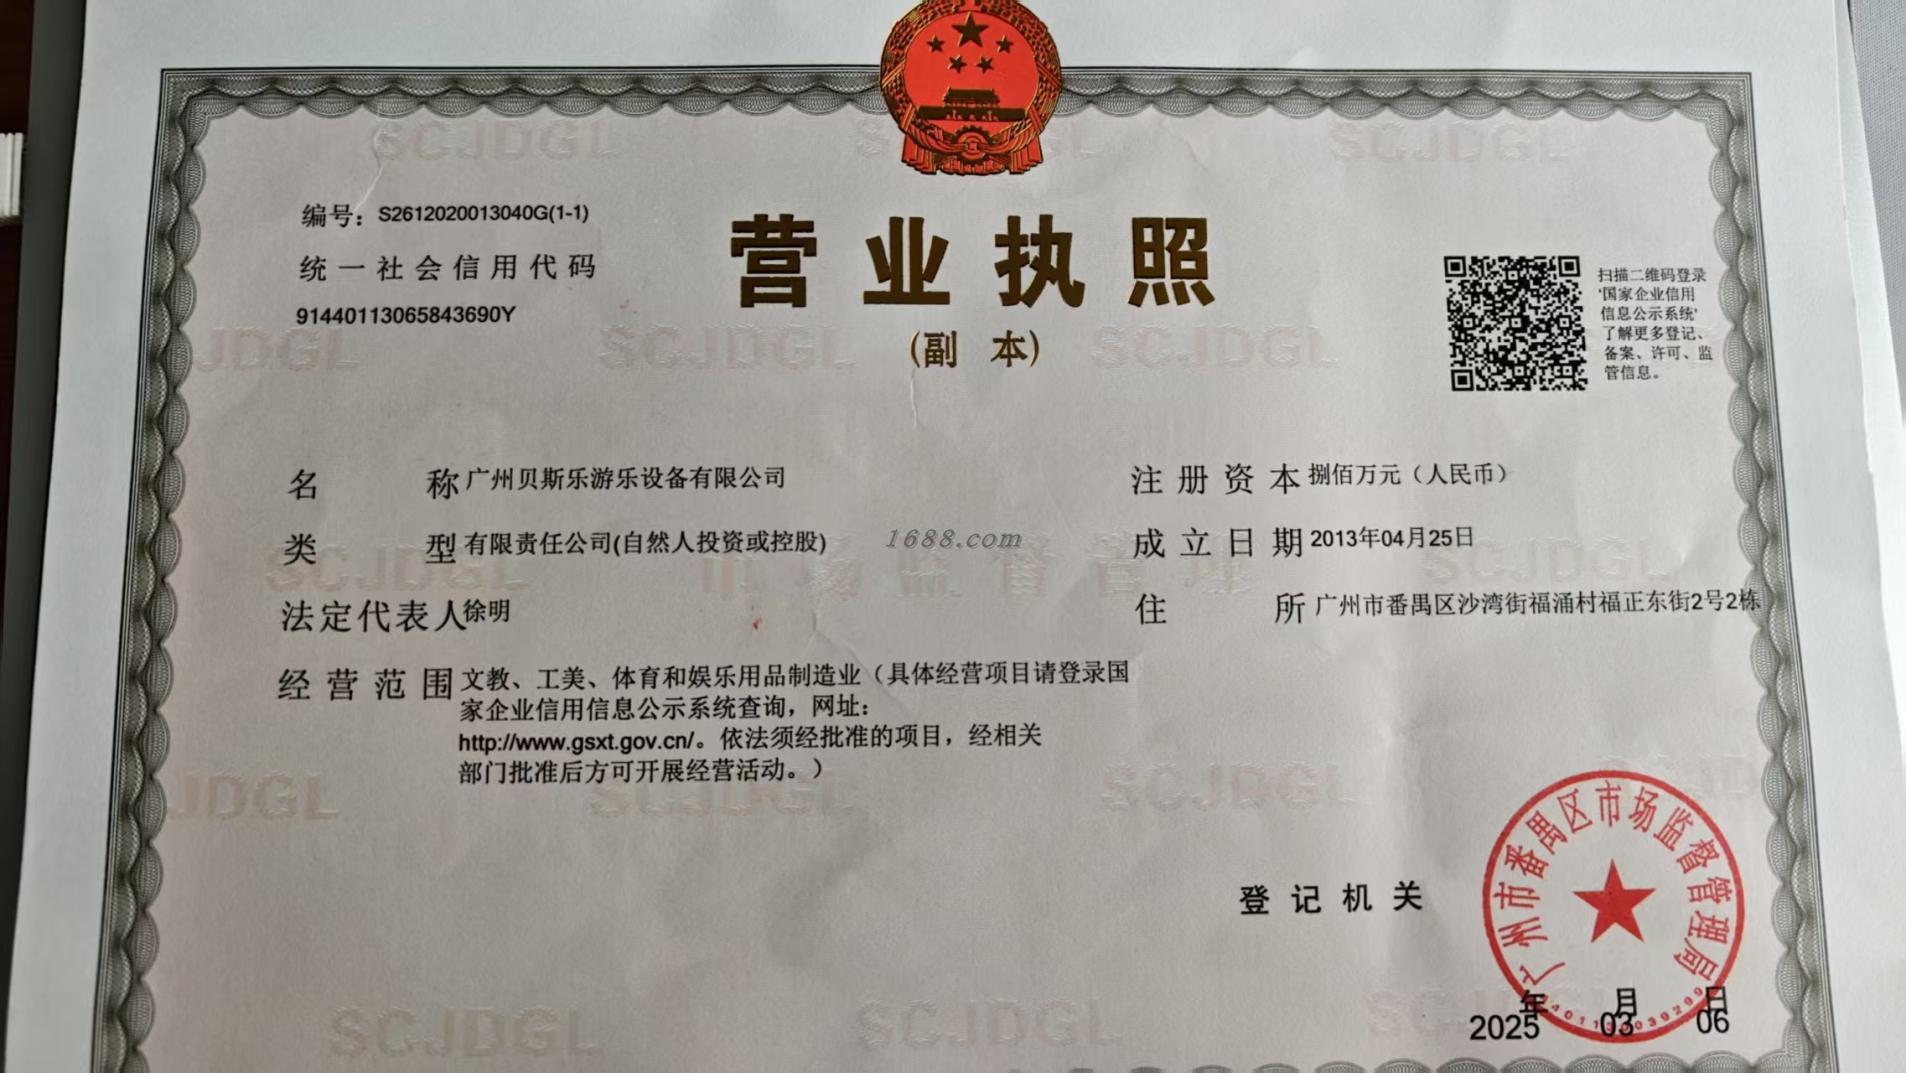 编号：S2612020013040G(1-1)
统一社会信用代码
91440113065843690Y
营业执照
(副 本)
扫描二维码登录
'国家企业信用
信息公示系统'
了解更多登记、
备案、许可、监
管信息。
名称 广州贝斯乐游乐设备有限公司
类型 有限责任公司(自然人投资或控股)
法定代表人 徐明
经营范围 文教、工美、体育和娱乐用品制造业（具体经营项目请登录国
家企业信用信息公示系统查询，网址：
http://www.gsxt.gov.cn/。依法须经批准的项目，经相关
部门批准后方可开展经营活动。）
注册资本 捌佰万元（人民币）
成立日期 2013年04月25日
住所 广州市番禺区沙湾街福涌村福正东街2号2栋
1688.com
SCJDGL
市场监督管理
登记机关
广州市番禺区市场监督管理局
年 月 日
2025 03 06